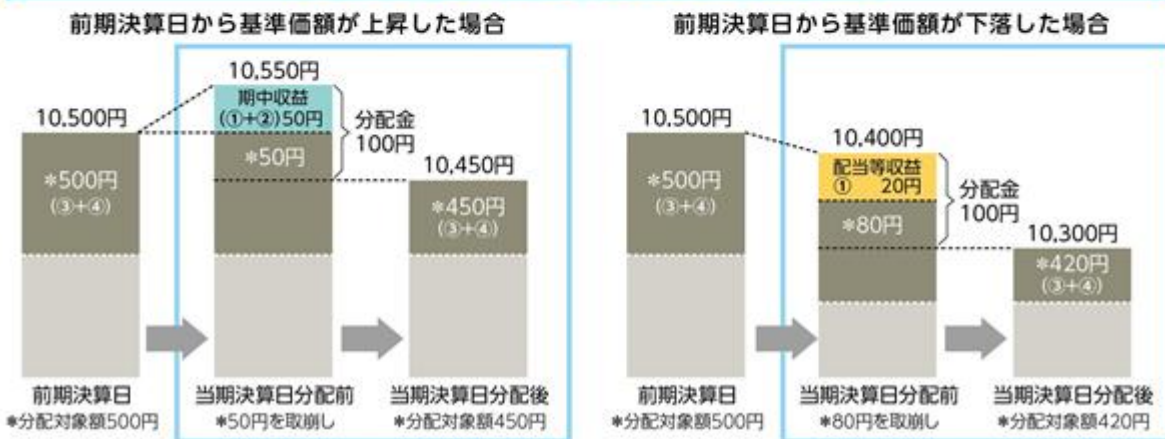 前期決算日から基準価額が上昇した場合
10,550円
10,500円
期中収益
(①+②)50円
*50円
分配金
100円
10,450円
*500円
(③+④)
*450円
(③+④)
前期決算日
*分配対象額500円
当期決算日分配前
*50円を取崩し
当期決算日分配後
*分配対象額450円
前期決算日から基準価額が下落した場合
10,500円
10,400円
配当等収益
① 20円
*80円
分配金
100円
10,300円
*500円
(③+④)
*420円
(③+④)
前期決算日
*分配対象額500円
当期決算日分配前
*80円を取崩し
当期決算日分配後
*分配対象額420円